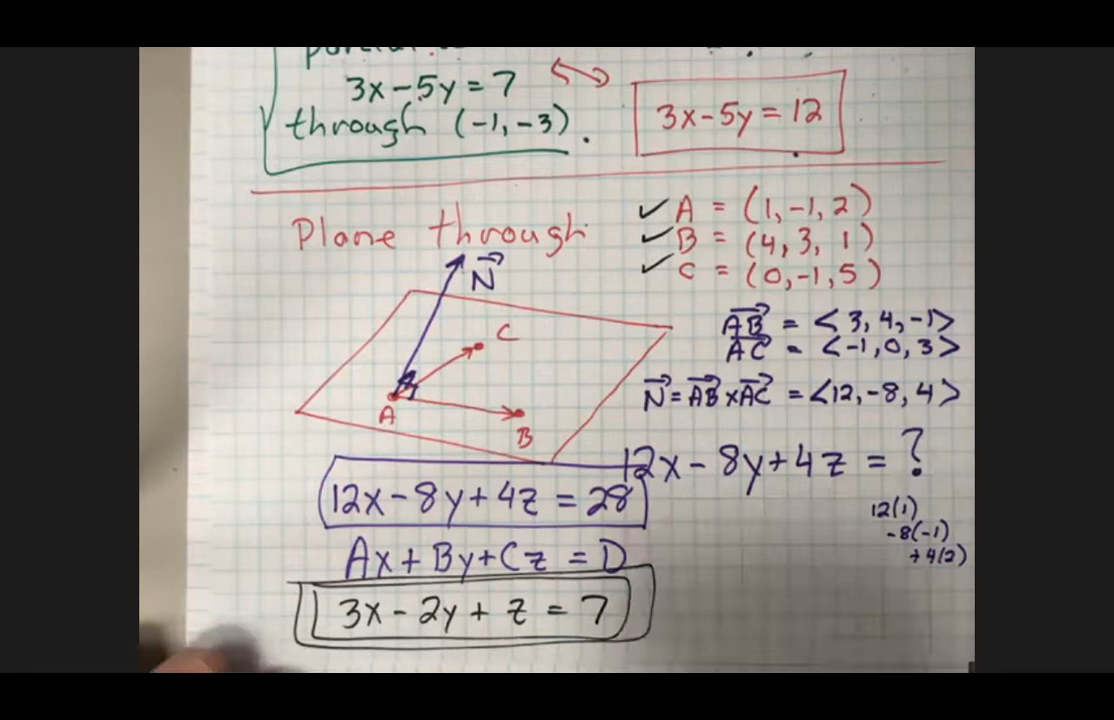 3x-5y=7
through (-1,-3).
3x-5y=12
Plane through
A = (1,-1,2)
B = (4,3,1)
C = (0,-1,5)
N
C
A
B
AB = <3,4,-1>
AC = <-1,0,3>
N = AB x AC = <12,-8,4>
12x-8y+4z = ?
12(1)
-8(-1)
+4(2)
12x-8y+4z = 28
Ax+By+Cz = D
3x-2y+z = 7